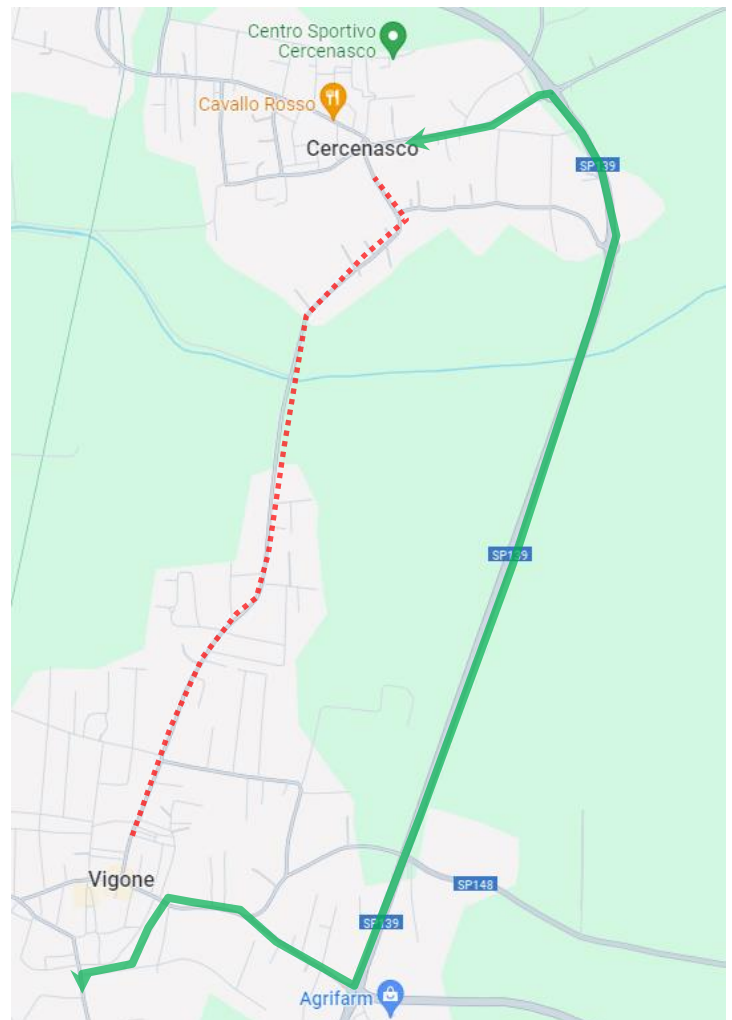 Centro Sportivo
Cercenasco
Cavallo Rosso
Cercenasco
SP139
SP139
Vigone
SP148
SP139
Agrifarm